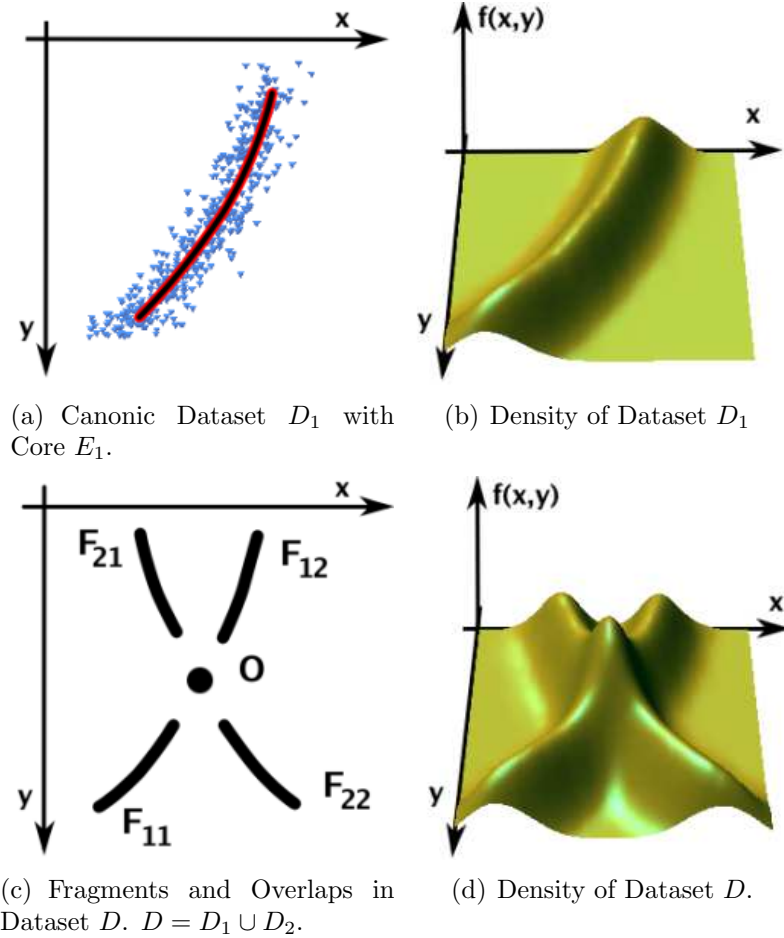 x
y
f(x,y)
x
y
(a) Canonic Dataset D₁ with
Core E₁.
(b) Density of Dataset D₁
x
y
F₂₁
F₁₂
O
F₁₁
F₂₂
f(x,y)
x
y
(c) Fragments and Overlaps in
Dataset D. D = D₁ ∪ D₂.
(d) Density of Dataset D.